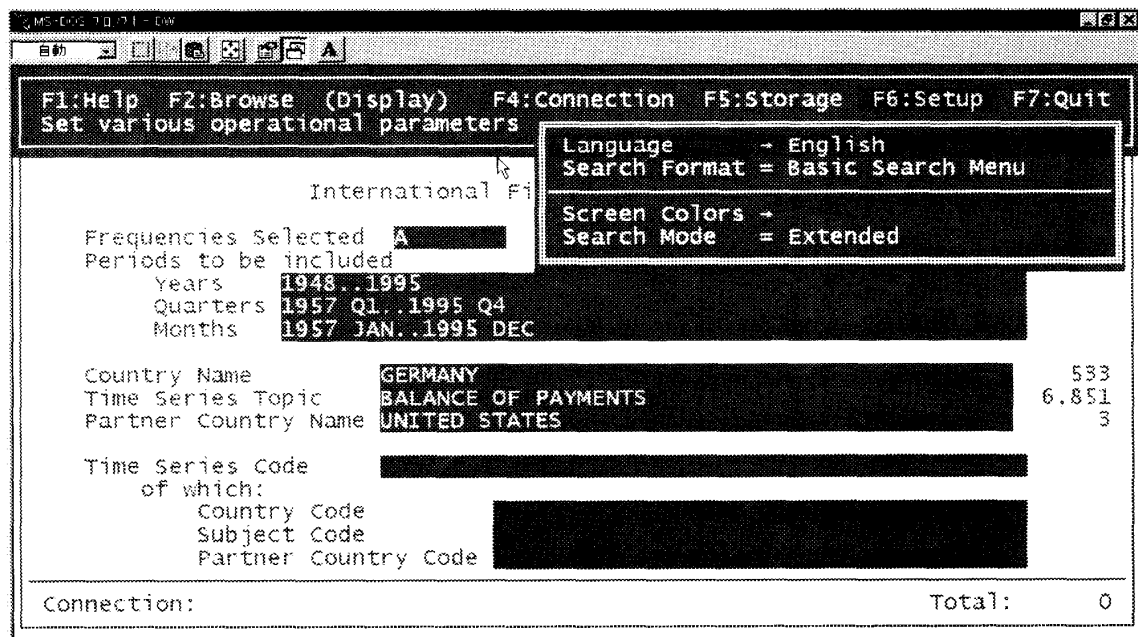 MS-DOS プロンプト - DW
自動
A
F1:Help F2:Browse (Display) F4:Connection F5:Storage F6:Setup F7:Quit
Set various operational parameters
Language → English
Search Format = Basic Search Menu
Screen Colors →
Search Mode = Extended
International Fi
Frequencies Selected A
Periods to be included
Years 1948..1995
Quarters 1957 Q1..1995 Q4
Months 1957 JAN..1995 DEC
Country Name GERMANY 533
Time Series Topic BALANCE OF PAYMENTS 6.851
Partner Country Name UNITED STATES 3
Time Series Code
of which:
Country Code
Subject Code
Partner Country Code
Connection: Total: 0